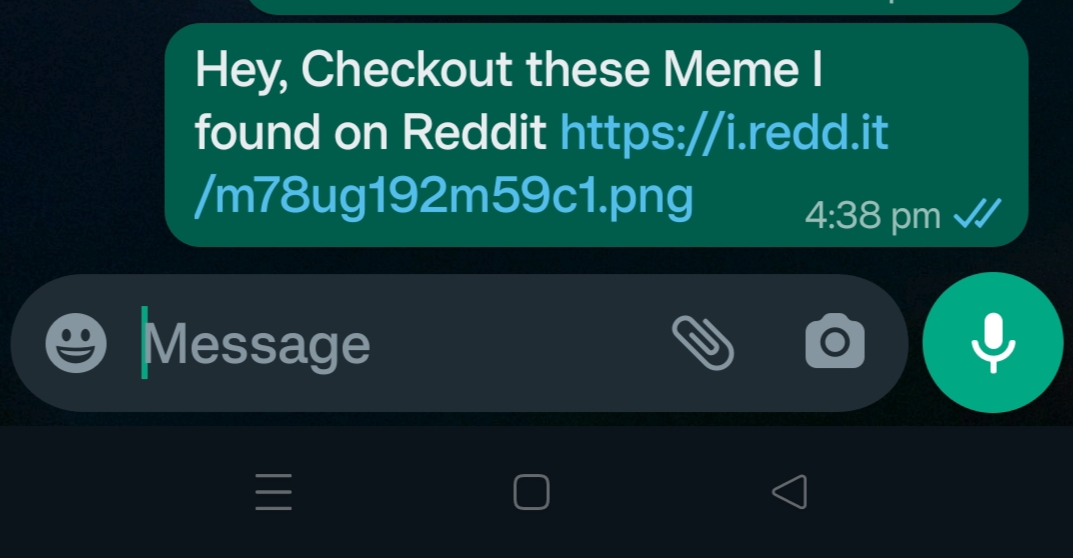 Hey, Checkout these Meme I
found on Reddit https://i.redd.it
/m78ug192m59c1.png
4:38 pm
Message